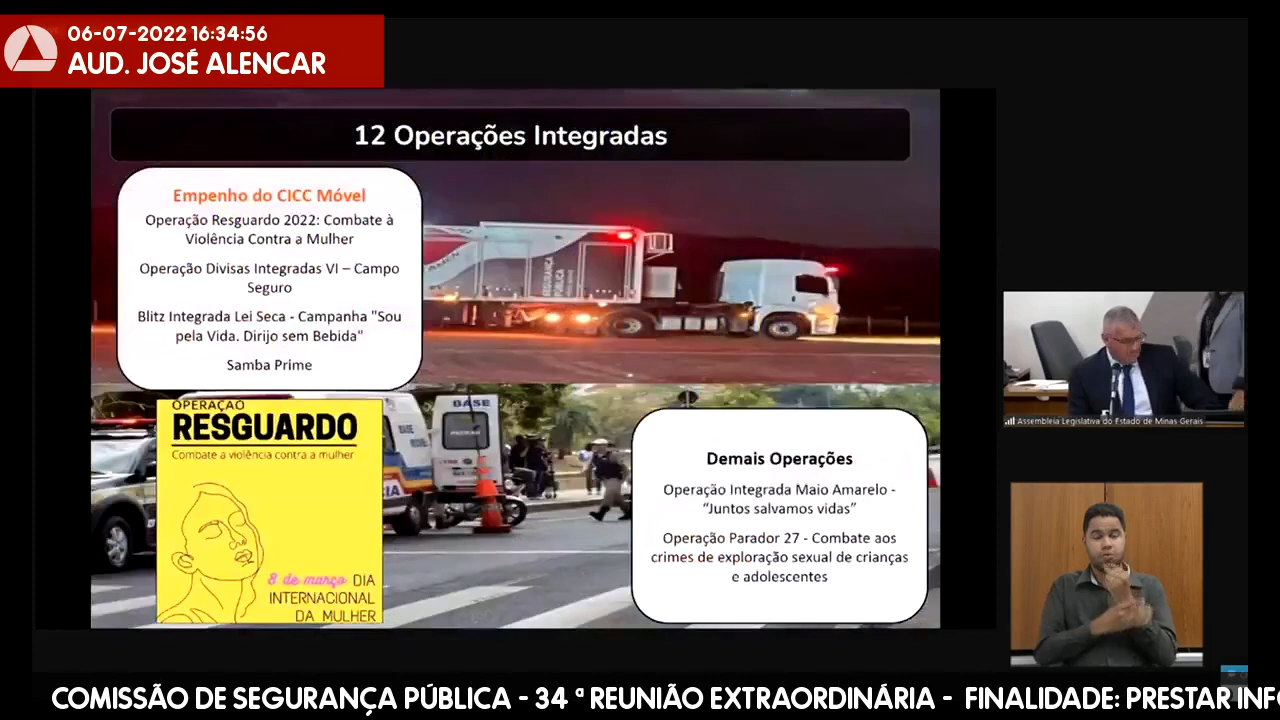 06-07-2022 16:34:56
AUD. JOSÉ ALENCAR
12 Operações Integradas
Empenho do CICC Móvel
Operação Resguardo 2022: Combate à
Violência Contra a Mulher
Operação Divisas Integradas VI – Campo
Seguro
Blitz Integrada Lei Seca - Campanha "Sou
pela Vida. Dirijo sem Bebida"
Samba Prime
SEGURANÇA
PÚBLICA
OPERAÇÃO
RESGUARDO
Combate a violência contra a mulher
8 de março DIA
INTERNACIONAL
DA MULHER
BASE
BASE
Demais Operações
Operação Integrada Maio Amarelo -
“Juntos salvamos vidas”
Operação Parador 27 - Combate aos
crimes de exploração sexual de crianças
e adolescentes
Assembleia Legislativa do Estado de Minas Gerais
COMISSÃO DE SEGURANÇA PÚBLICA - 34 ª REUNIÃO EXTRAORDINÁRIA - FINALIDADE: PRESTAR INFO